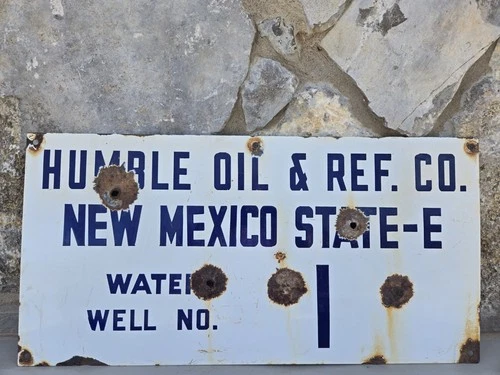 HUMBLE OIL & REF. CO.
NEW MEXICO STATE-E
WATER
WELL NO. 1